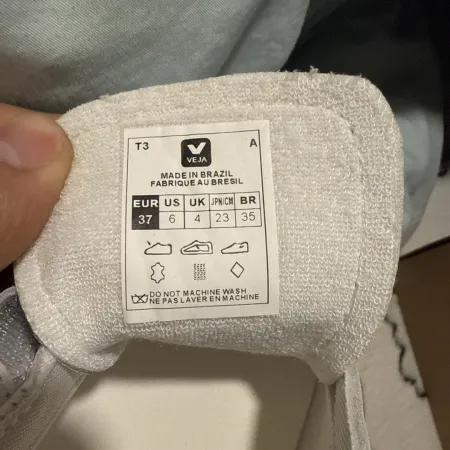 T3
A
VEJA
MADE IN BRAZIL
FABRIQUE AU BRESIL
EUR US UK JPN/CM BR
37 6 4 23 35
DO NOT MACHINE WASH
NE PAS LAVER EN MACHINE